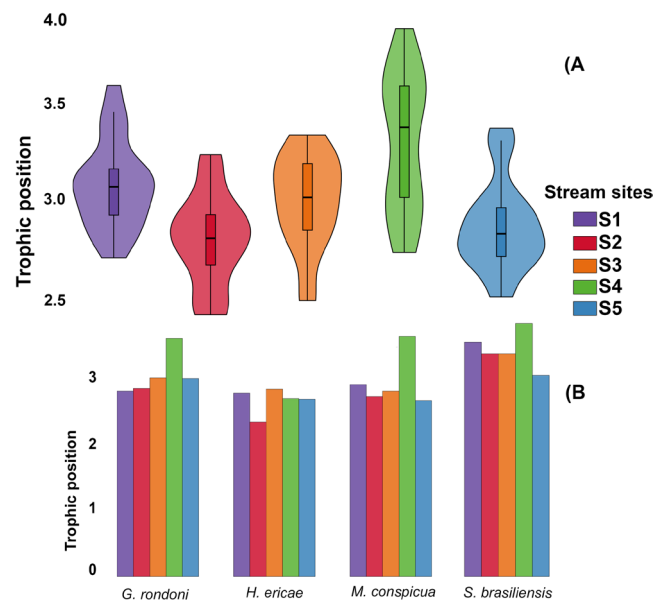 4.0
(A
3.5
3.0
2.5
Trophic position
Stream sites
S1
S2
S3
S4
S5
(B
3
2
1
0
Trophic position
G. rondoni
H. ericae
M. conspicua
S. brasiliensis